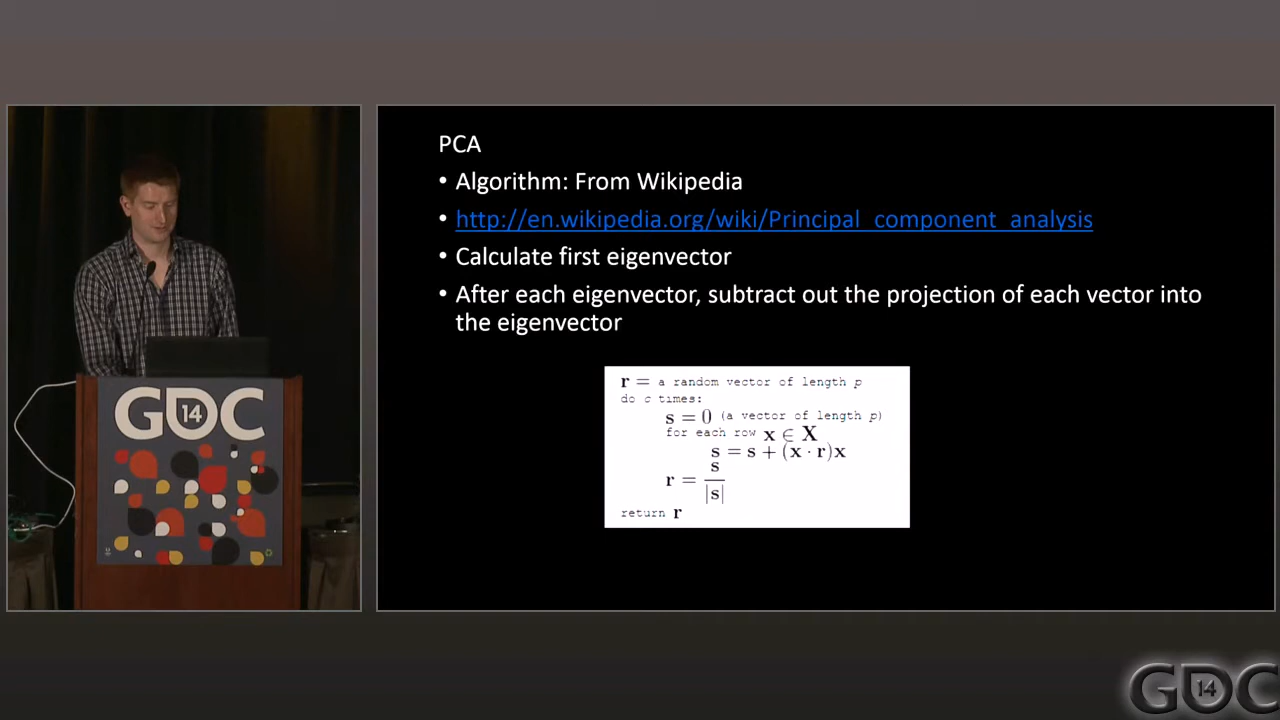 PCA
• Algorithm: From Wikipedia
• http://en.wikipedia.org/wiki/Principal_component_analysis
• Calculate first eigenvector
• After each eigenvector, subtract out the projection of each vector into
the eigenvector
r = a random vector of length p
do c times:
s = 0 (a vector of length p)
for each row x ∈ X
s = s + (x · r)x
r = s / |s|
return r
GDC
14
GDC
14